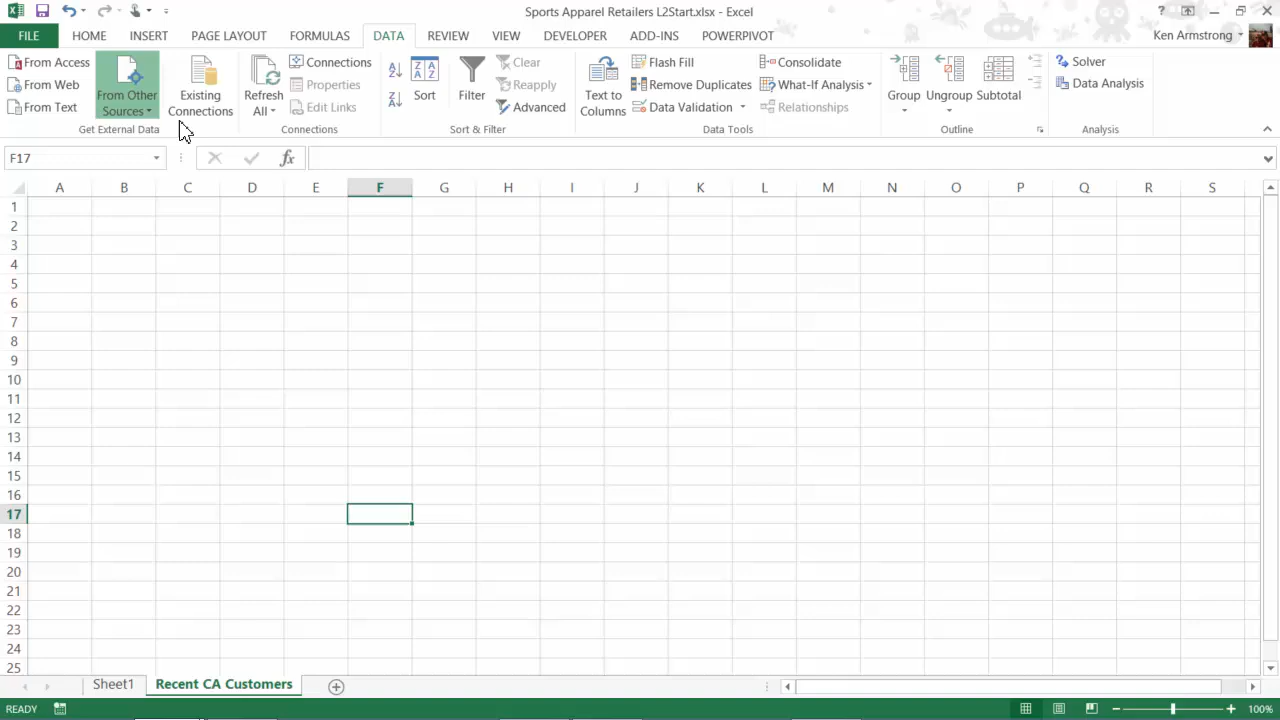 Sports Apparel Retailers L2Start.xlsx - Excel
?
FILE HOME INSERT PAGE LAYOUT FORMULAS DATA REVIEW VIEW DEVELOPER ADD-INS POWERPIVOT Ken Armstrong
From Access
From Web
From Text
From Other
Sources
Get External Data
Existing
Connections
Refresh
All
Connections
Properties
Edit Links
Connections
A
Z
Z
A
Z A
A Z
Sort
Filter
Clear
Reapply
Advanced
Sort & Filter
Text to
Columns
Flash Fill
Remove Duplicates
Data Validation
Consolidate
What-If Analysis
Relationships
Data Tools
Group
Ungroup
Subtotal
Outline
Solver
Data Analysis
Analysis
F17
fx
A B C D E F G H I J K L M N O P Q R S
1
2
3
4
5
6
7
8
9
10
11
12
13
14
15
16
17
18
19
20
21
22
23
24
25
Sheet1 Recent CA Customers
READY 100%